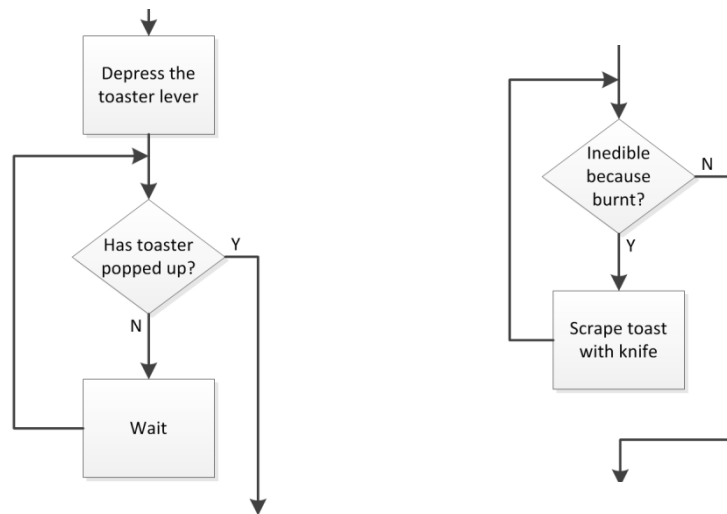 Depress the
toaster lever
Has toaster
popped up?
Y
N
Wait
Inedible
because
burnt?
N
Y
Scrape toast
with knife